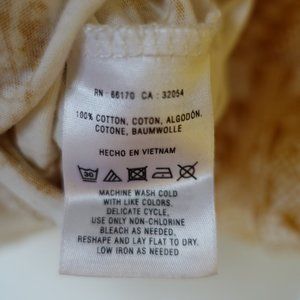 RN : 66170 CA : 32054
100% COTTON, COTON, ALGODÓN,
COTONE, BAUMWOLLE
HECHO EN VIETNAM
30
MACHINE WASH COLD
WITH LIKE COLORS.
DELICATE CYCLE.
USE ONLY NON-CHLORINE
BLEACH AS NEEDED.
RESHAPE AND LAY FLAT TO DRY.
LOW IRON AS NEEDED